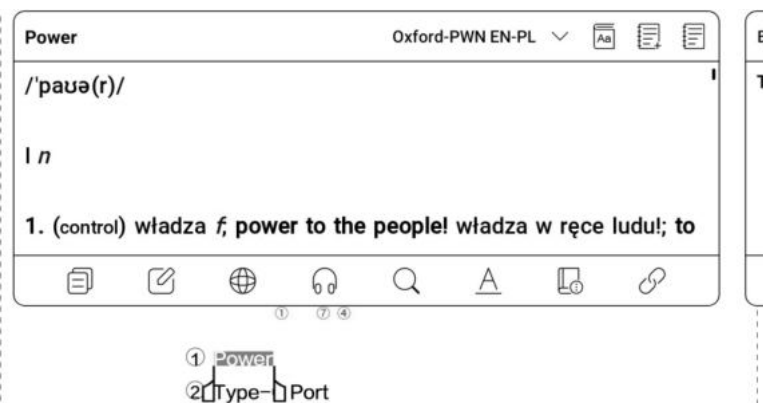 Power Oxford-PWN EN-PL Aa
/ˈpaʊə(r)/
I n
1. (control) władza f; power to the people! władza w ręce ludu!; to
A
① ⑦ ④
① Power
② Type- Port